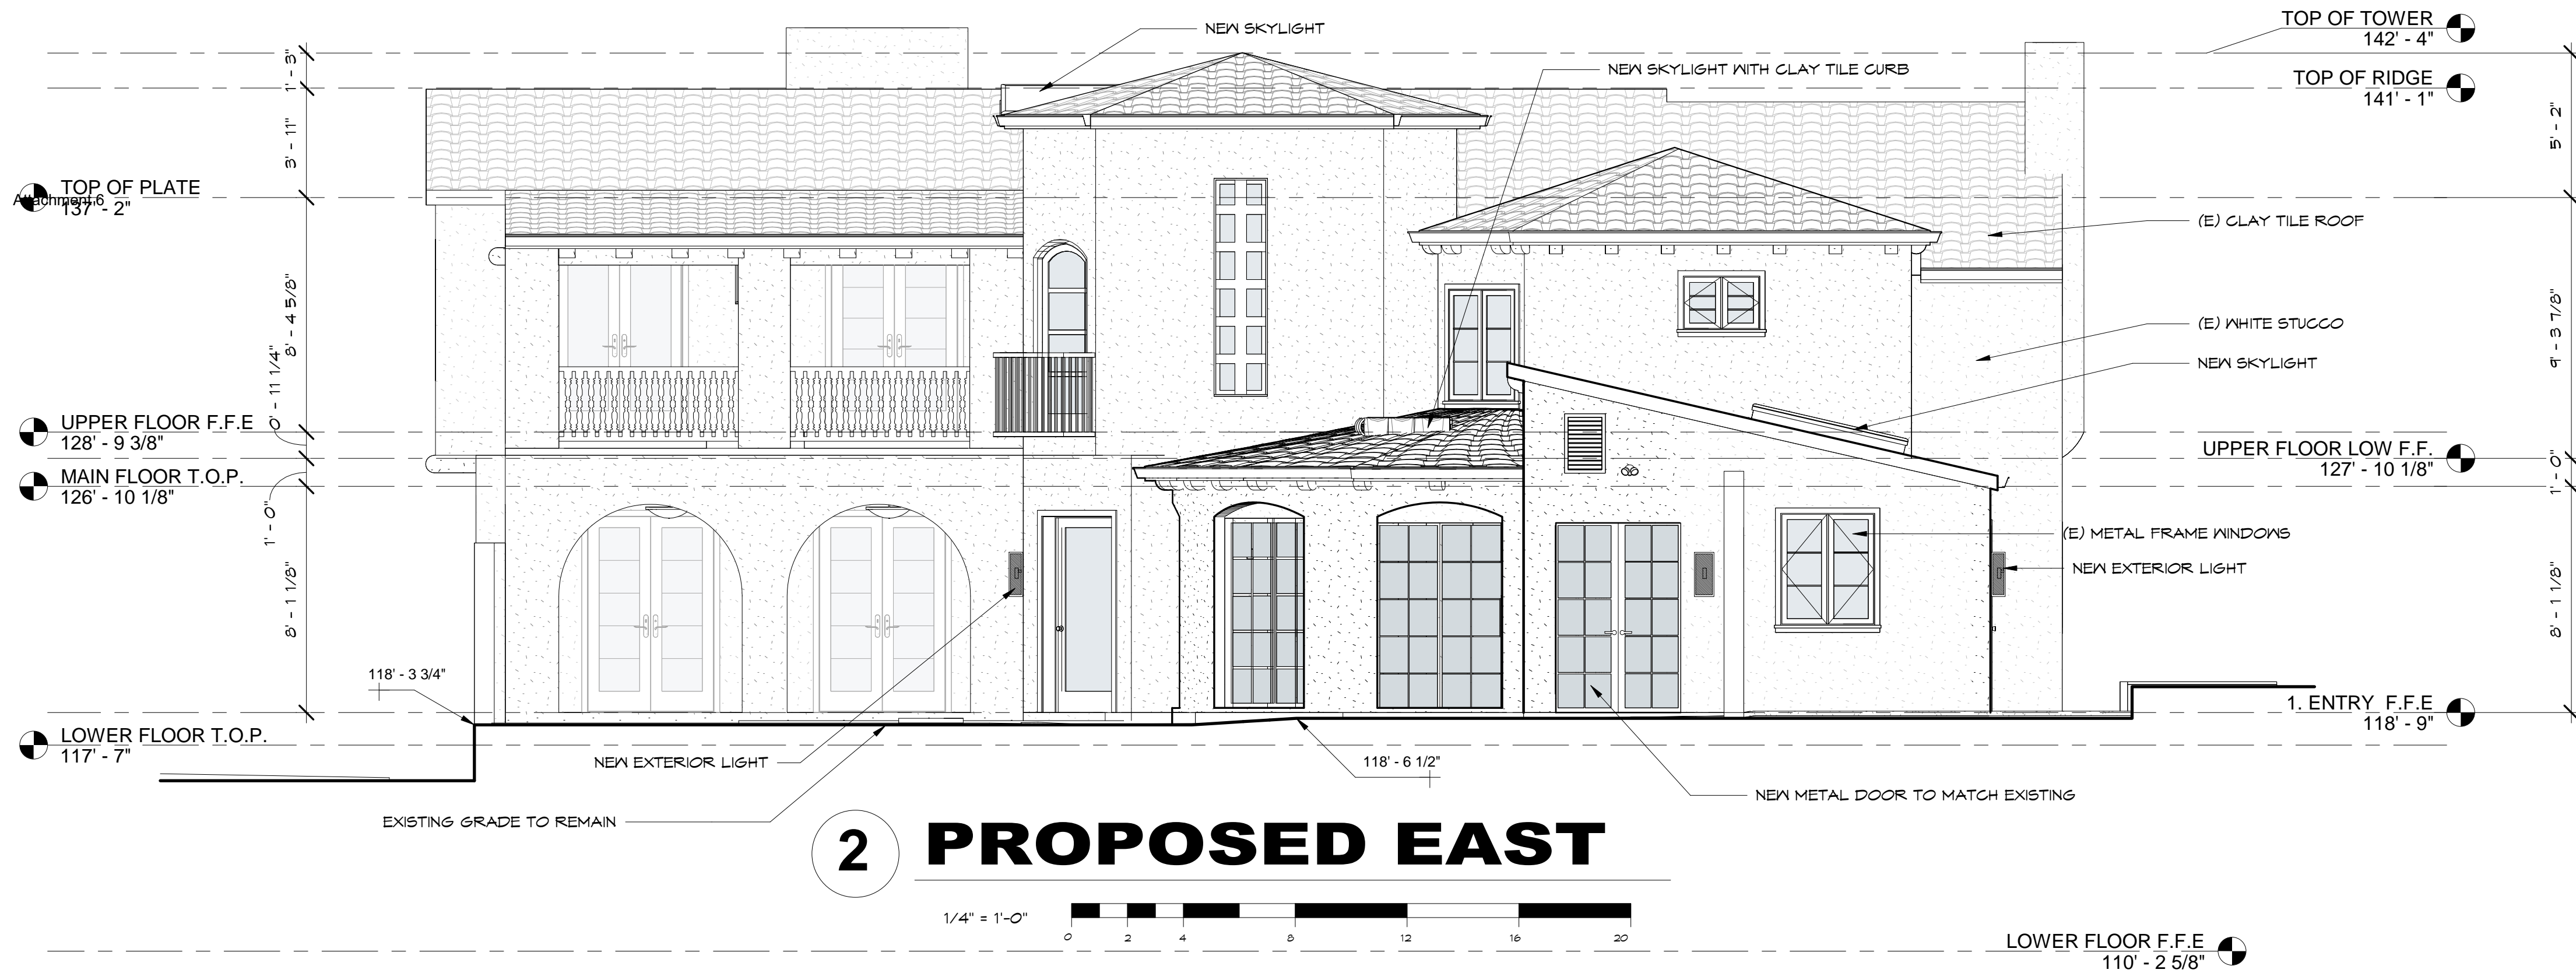 NEW SKYLIGHT
TOP OF TOWER
142' - 4"
NEW SKYLIGHT WITH CLAY TILE CURB
TOP OF RIDGE
141' - 1"
1' - 3"
3' - 11"
5' - 2"
TOP OF PLATE
137' - 2"
Attachment 6
(E) CLAY TILE ROOF
8' - 4 5/8"
0' - 11 1/4"
9' - 3 7/8"
(E) WHITE STUCCO
NEW SKYLIGHT
UPPER FLOOR F.F.E
128' - 9 3/8"
UPPER FLOOR LOW F.F.
127' - 10 1/8"
MAIN FLOOR T.O.P.
126' - 10 1/8"
1' - 0"
1' - 0"
(E) METAL FRAME WINDOWS
NEW EXTERIOR LIGHT
8' - 1 1/8"
8' - 1 1/8"
118' - 3 3/4"
1. ENTRY F.F.E
118' - 9"
LOWER FLOOR T.O.P.
117' - 7"
NEW EXTERIOR LIGHT
118' - 6 1/2"
NEW METAL DOOR TO MATCH EXISTING
EXISTING GRADE TO REMAIN
2 PROPOSED EAST
1/4" = 1'-0"
0 2 4 8 12 16 20
LOWER FLOOR F.F.E
110' - 2 5/8"